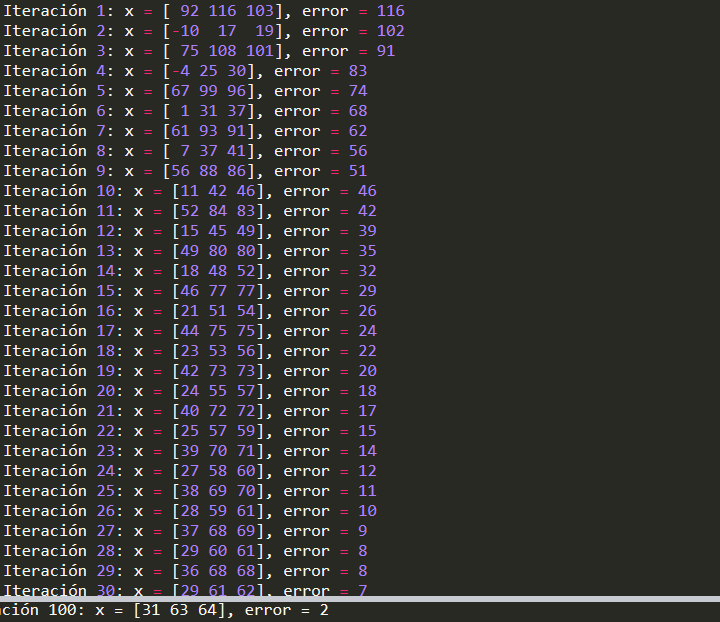 Iteración 1: x = [ 92 116 103], error = 116
Iteración 2: x = [-10  17  19], error = 102
Iteración 3: x = [ 75 108 101], error = 91
Iteración 4: x = [-4 25 30], error = 83
Iteración 5: x = [67 99 96], error = 74
Iteración 6: x = [ 1 31 37], error = 68
Iteración 7: x = [61 93 91], error = 62
Iteración 8: x = [ 7 37 41], error = 56
Iteración 9: x = [56 88 86], error = 51
Iteración 10: x = [11 42 46], error = 46
Iteración 11: x = [52 84 83], error = 42
Iteración 12: x = [15 45 49], error = 39
Iteración 13: x = [49 80 80], error = 35
Iteración 14: x = [18 48 52], error = 32
Iteración 15: x = [46 77 77], error = 29
Iteración 16: x = [21 51 54], error = 26
Iteración 17: x = [44 75 75], error = 24
Iteración 18: x = [23 53 56], error = 22
Iteración 19: x = [42 73 73], error = 20
Iteración 20: x = [24 55 57], error = 18
Iteración 21: x = [40 72 72], error = 17
Iteración 22: x = [25 57 59], error = 15
Iteración 23: x = [39 70 71], error = 14
Iteración 24: x = [27 58 60], error = 12
Iteración 25: x = [38 69 70], error = 11
Iteración 26: x = [28 59 61], error = 10
Iteración 27: x = [37 68 69], error = 9
Iteración 28: x = [29 60 61], error = 8
Iteración 29: x = [36 68 68], error = 8
Iteración 30: x = [29 61 62], error = 7
ción 100: x = [31 63 64], error = 2